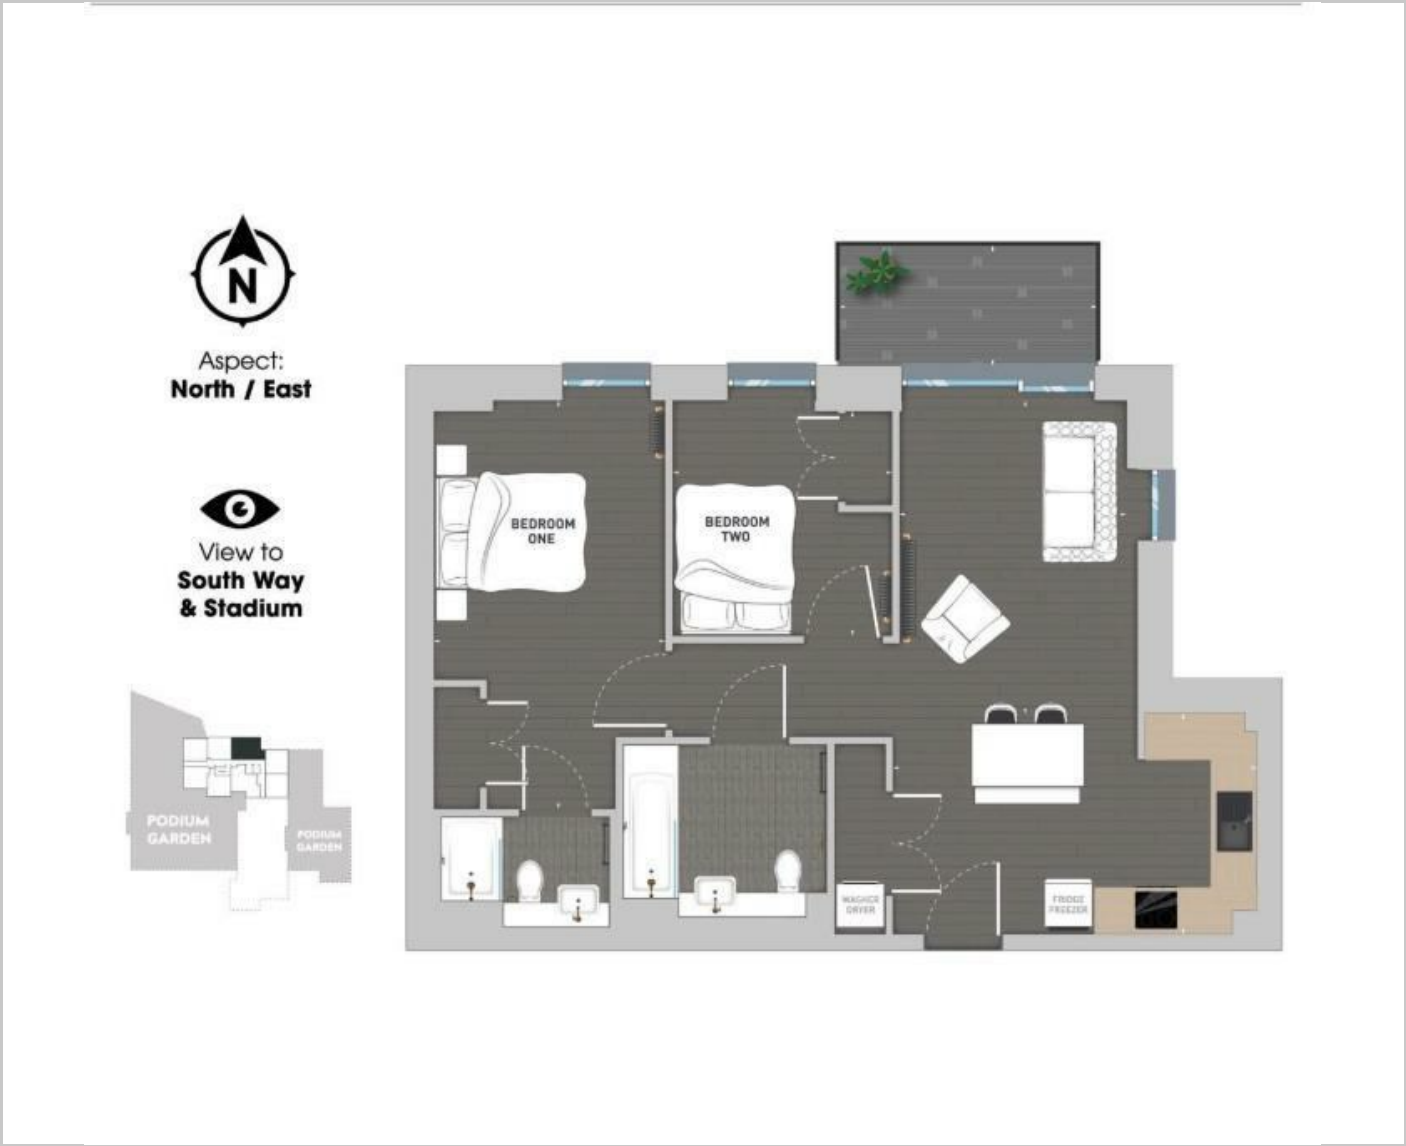 N
Aspect:
North / East
View to
South Way
& Stadium
PODIUM
GARDEN
PODIUM
GARDEN
BEDROOM
ONE
BEDROOM
TWO
WASHER
DRYER
FRIDGE
FREEZER